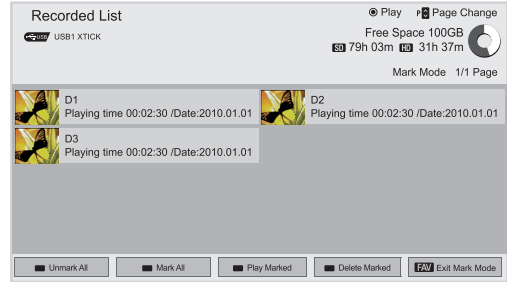 Recorded List
Play P Page Change
USB USB1 XTICK
Free Space 100GB
SD 79h 03m HD 31h 37m
Mark Mode 1/1 Page
D1
Playing time 00:02:30 /Date:2010.01.01
D2
Playing time 00:02:30 /Date:2010.01.01
D3
Playing time 00:02:30 /Date:2010.01.01
Unmark All Mark All Play Marked Delete Marked FAV Exit Mark Mode